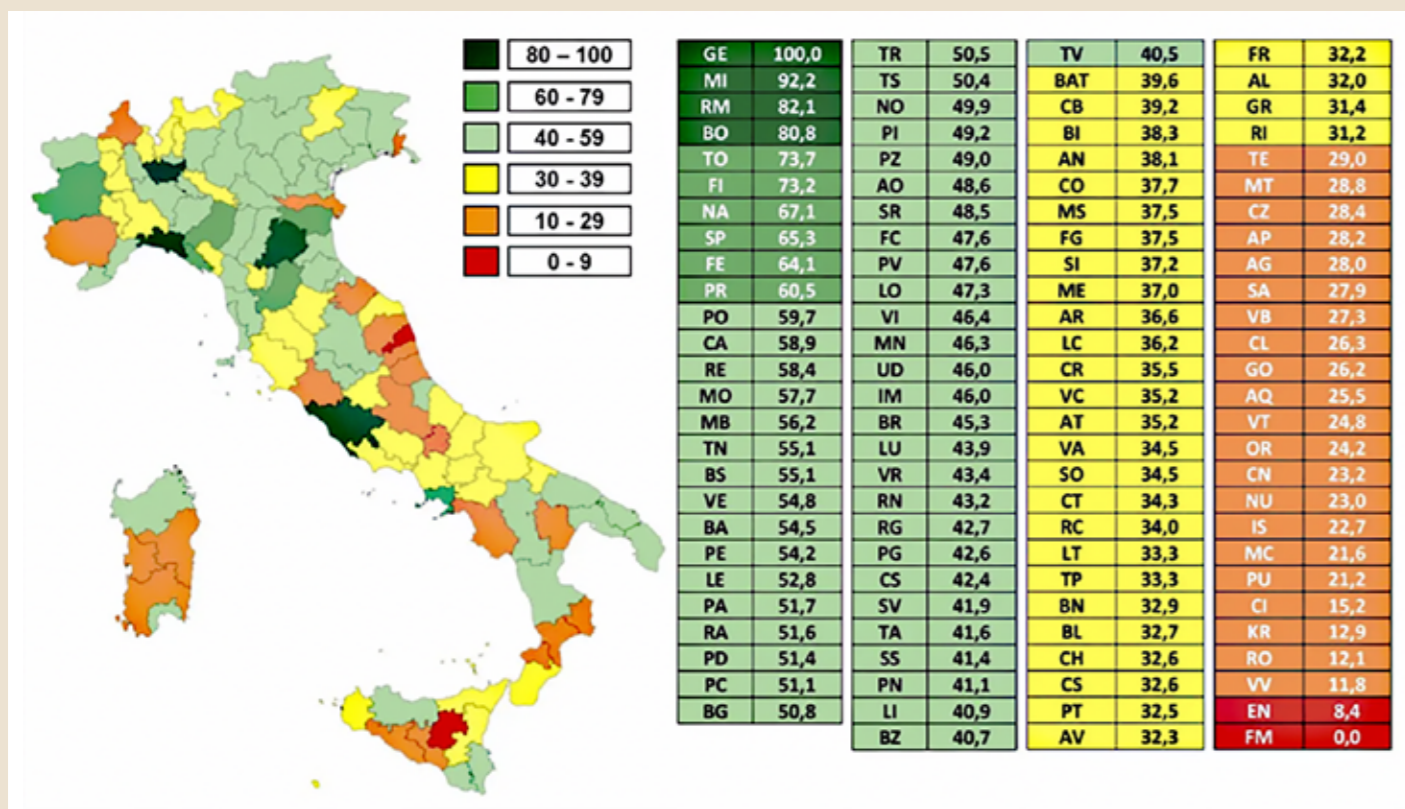 80 – 100
60 - 79
40 - 59
30 - 39
10 - 29
0 - 9
GE 100,0
MI 92,2
RM 82,1
BO 80,8
TO 73,7
FI 73,2
NA 67,1
SP 65,3
FE 64,1
PR 60,5
PO 59,7
CA 58,9
RE 58,4
MO 57,7
MB 56,2
TN 55,1
BS 55,1
VE 54,8
BA 54,5
PE 54,2
LE 52,8
PA 51,7
RA 51,6
PD 51,4
PC 51,1
BG 50,8
TR 50,5
TS 50,4
NO 49,9
PI 49,2
PZ 49,0
AO 48,6
SR 48,5
FC 47,6
PV 47,6
LO 47,3
VI 46,4
MN 46,3
UD 46,0
IM 46,0
BR 45,3
LU 43,9
VR 43,4
RN 43,2
RG 42,7
PG 42,6
CS 42,4
SV 41,9
TA 41,6
SS 41,4
PN 41,1
LI 40,9
BZ 40,7
TV 40,5
BAT 39,6
CB 39,2
BI 38,3
AN 38,1
CO 37,7
MS 37,5
FG 37,5
SI 37,2
ME 37,0
AR 36,6
LC 36,2
CR 35,5
VC 35,2
AT 35,2
VA 34,5
SO 34,5
CT 34,3
RC 34,0
LT 33,3
TP 33,3
BN 32,9
BL 32,7
CH 32,6
CS 32,6
PT 32,5
AV 32,3
FR 32,2
AL 32,0
GR 31,4
RI 31,2
TE 29,0
MT 28,8
CZ 28,4
AP 28,2
AG 28,0
SA 27,9
VB 27,3
CL 26,3
GO 26,2
AQ 25,5
VT 24,8
OR 24,2
CN 23,2
NU 23,0
IS 22,7
MC 21,6
PU 21,2
CI 15,2
KR 12,9
RO 12,1
VV 11,8
EN 8,4
FM 0,0